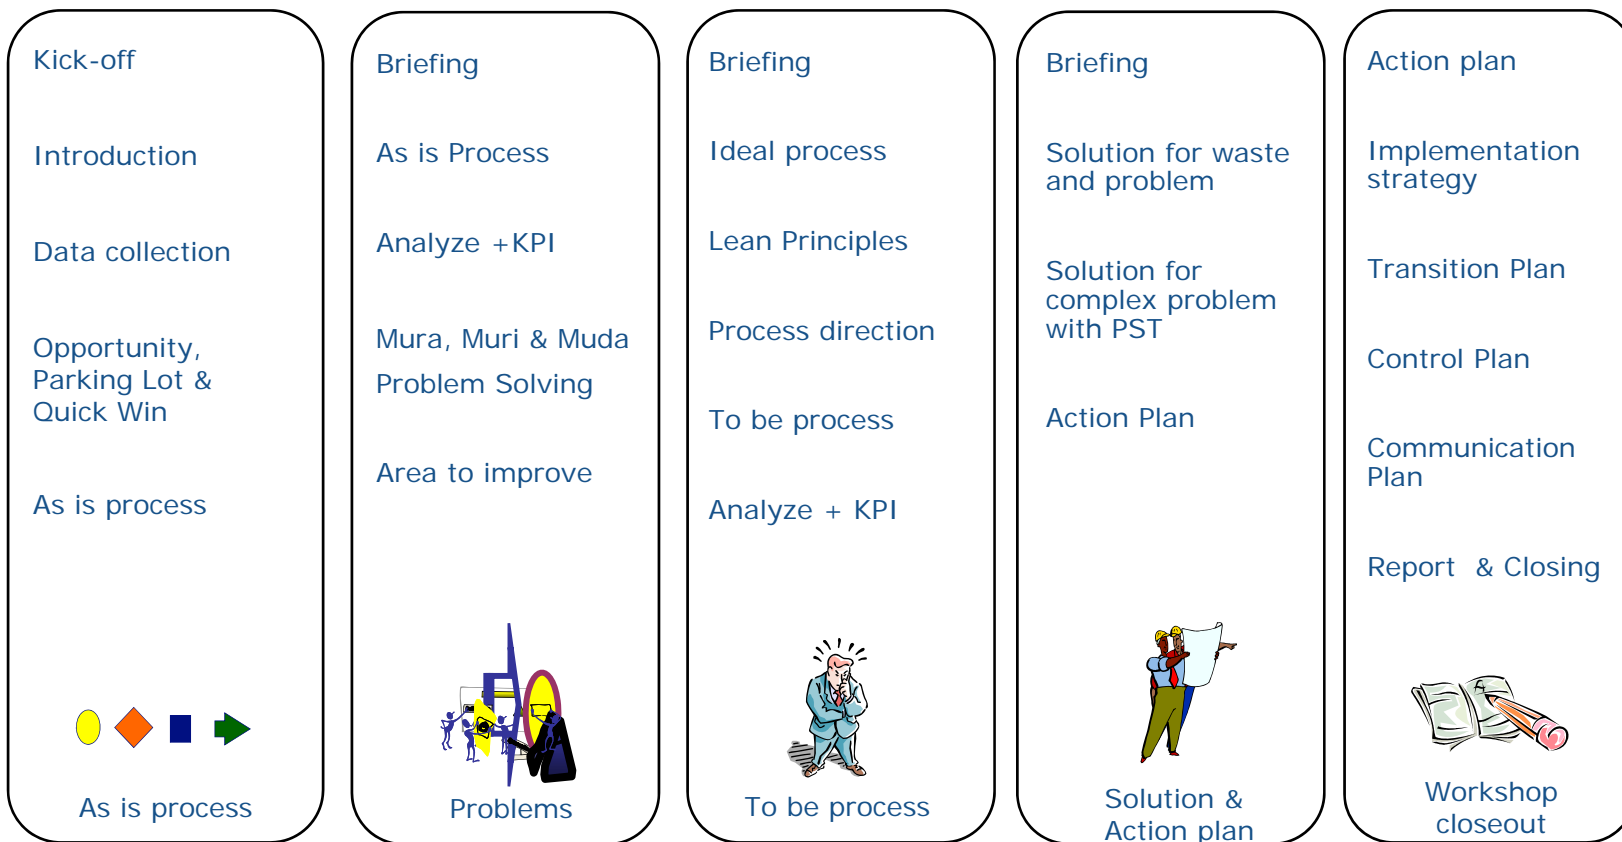 Kick-off
Introduction
Data collection
Opportunity,
Parking Lot &
Quick Win
As is process
As is process
Briefing
As is Process
Analyze +KPI
Mura, Muri & Muda
Problem Solving
Area to improve
Problems
Briefing
Ideal process
Lean Principles
Process direction
To be process
Analyze + KPI
To be process
Briefing
Solution for waste
and problem
Solution for
complex problem
with PST
Action Plan
Solution &
Action plan
Action plan
Implementation
strategy
Transition Plan
Control Plan
Communication
Plan
Report  & Closing
Workshop
closeout